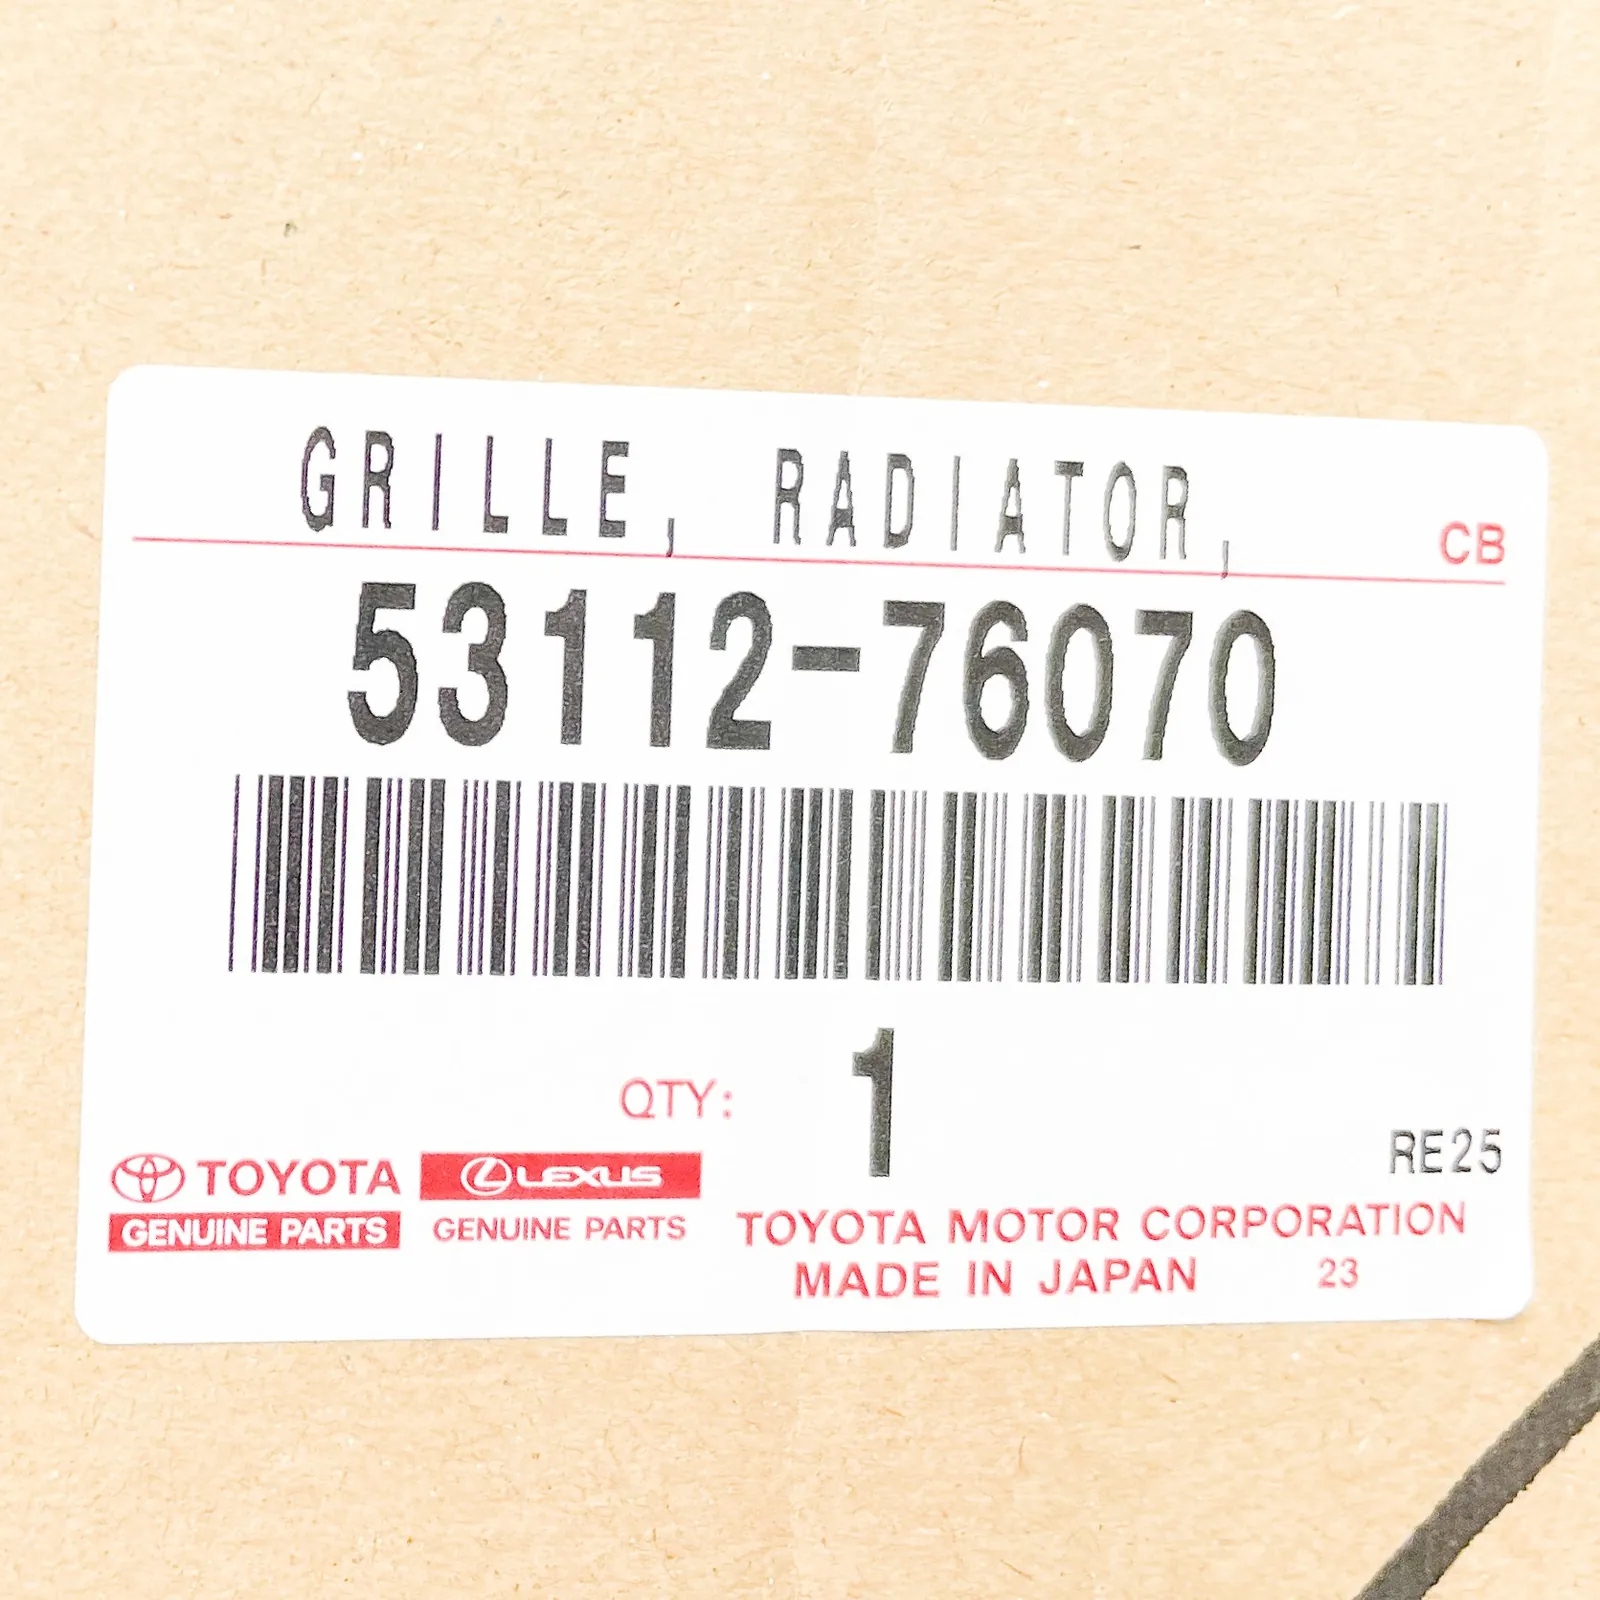 GRILLE, RADIATOR,
CB
53112-76070
QTY: 1
RE25
TOYOTA
GENUINE PARTS
LEXUS
GENUINE PARTS
TOYOTA MOTOR CORPORATION
MADE IN JAPAN 23